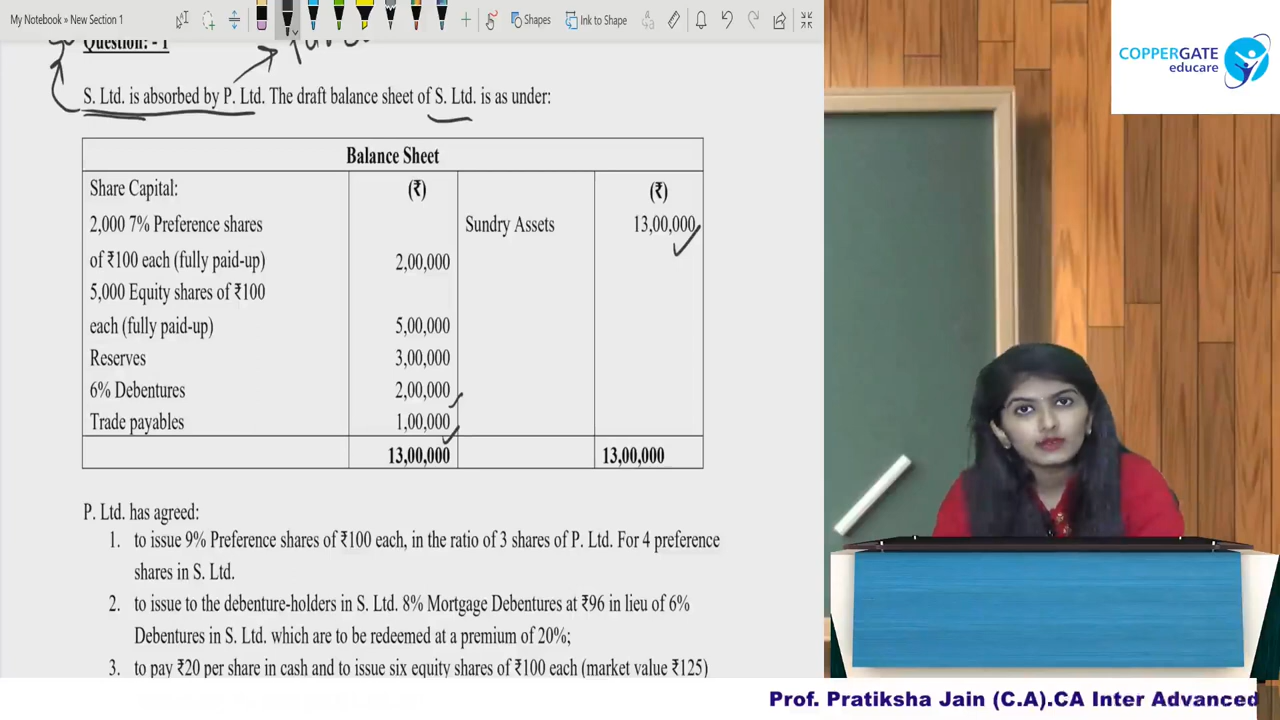 My Notebook » New Section 1
Shapes
Ink to Shape
COPPERGATE
educare
Question: - 1
S. Ltd. is absorbed by P. Ltd. The draft balance sheet of S. Ltd. is as under:
Balance Sheet
Share Capital: (₹) (₹)
2,000 7% Preference shares Sundry Assets 13,00,000
of ₹100 each (fully paid-up) 2,00,000
5,000 Equity shares of ₹100
each (fully paid-up) 5,00,000
Reserves 3,00,000
6% Debentures 2,00,000
Trade payables 1,00,000
13,00,000 13,00,000
P. Ltd. has agreed:
1. to issue 9% Preference shares of ₹100 each, in the ratio of 3 shares of P. Ltd. For 4 preference
shares in S. Ltd.
2. to issue to the debenture-holders in S. Ltd. 8% Mortgage Debentures at ₹96 in lieu of 6%
Debentures in S. Ltd. which are to be redeemed at a premium of 20%;
3. to pay ₹20 per share in cash and to issue six equity shares of ₹100 each (market value ₹125)
Prof. Pratiksha Jain (C.A).CA Inter Advanced